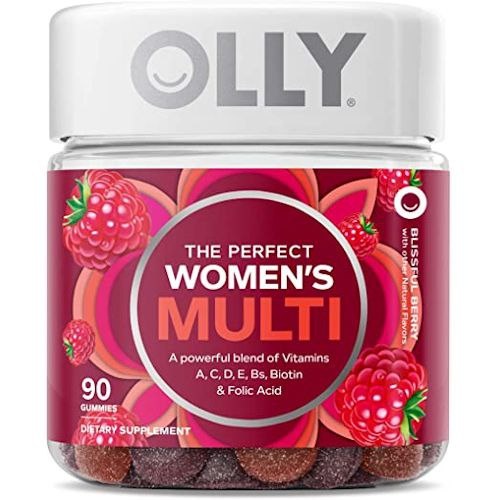 OLLY®
THE PERFECT
WOMEN'S
MULTI
A powerful blend of Vitamins
A, C, D, E, Bs, Biotin
& Folic Acid
90
GUMMIES
DIETARY SUPPLEMENT
BLISSFUL BERRY
with other Natural Flavors